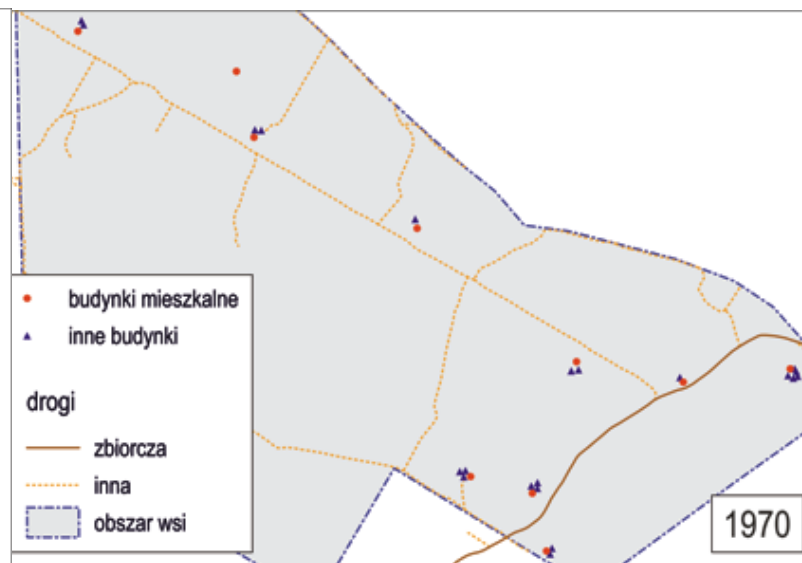 budynki mieszkalne
inne budynki
drogi
zbiorcza
inna
obszar wsi
1970